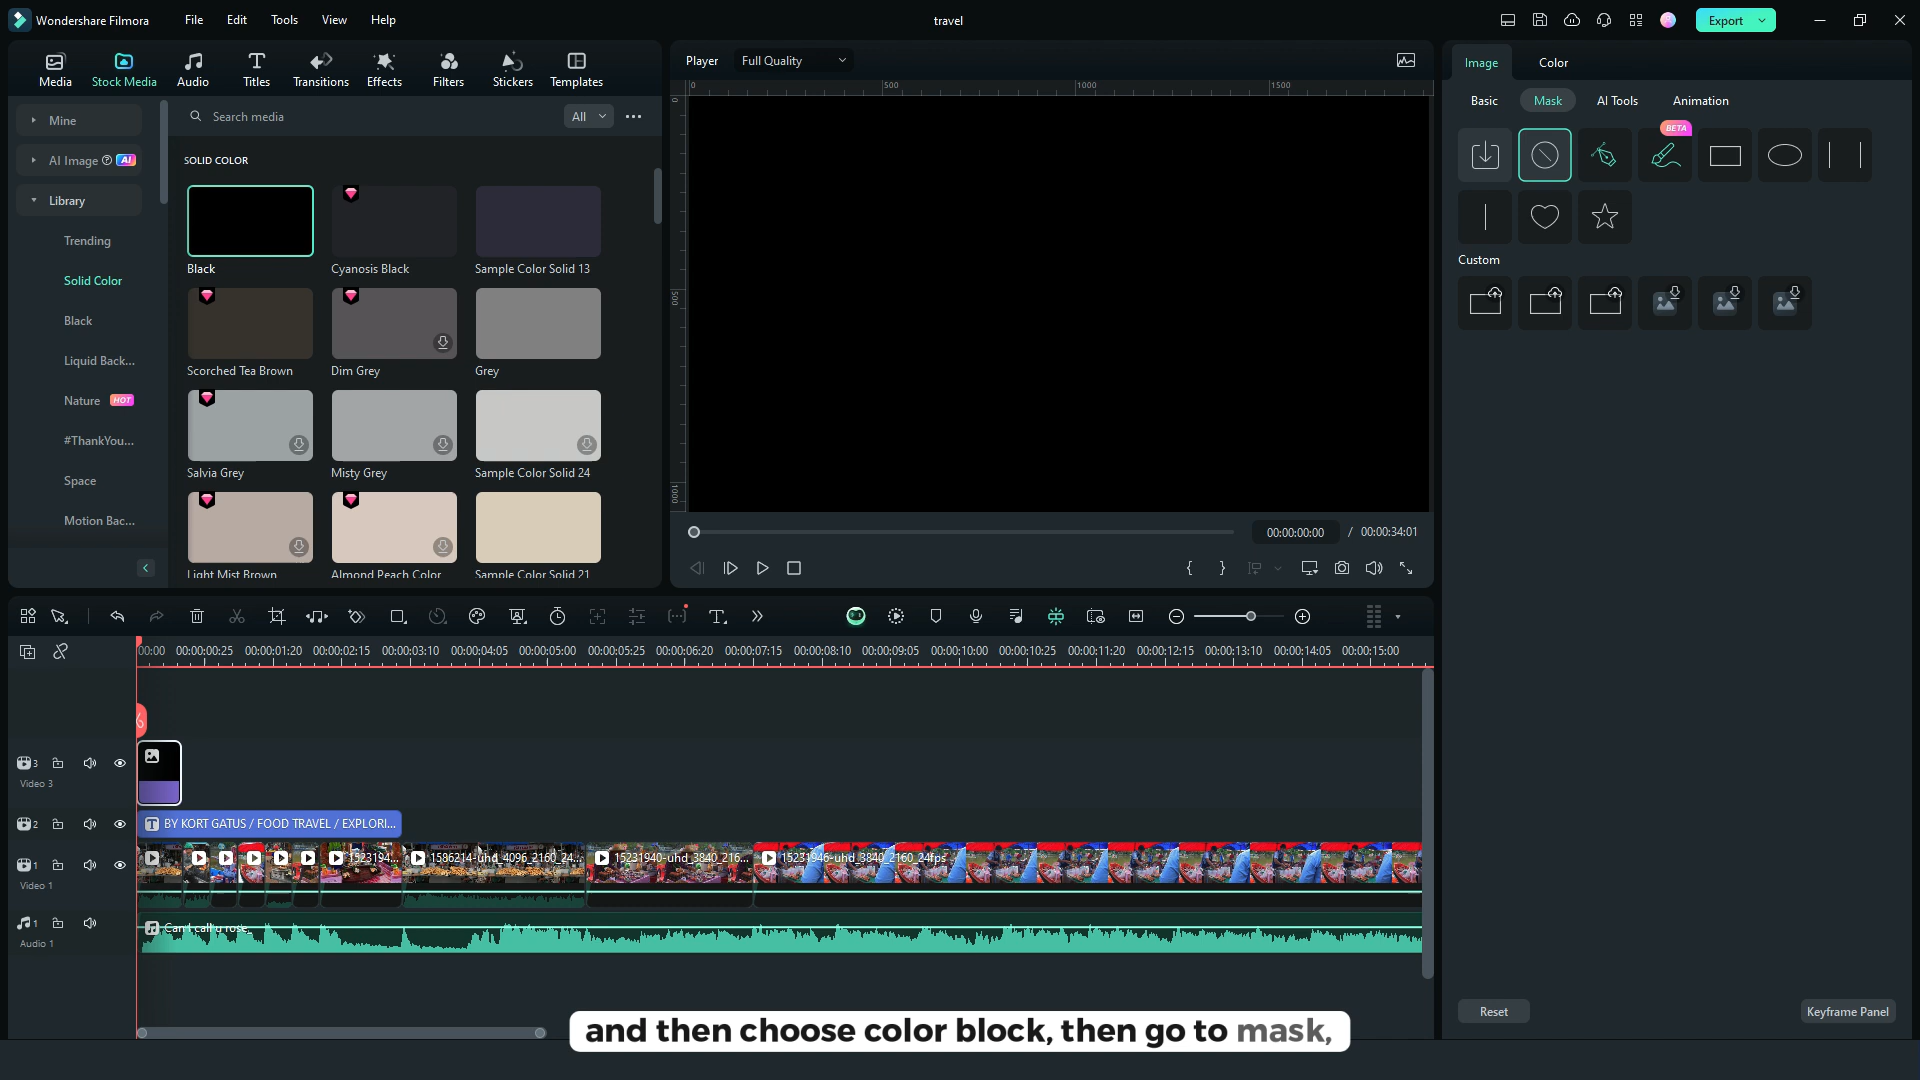 Wondershare Filmora
File
Edit
Tools
View
Help
travel
Export
Media
Stock Media
Audio
Titles
Transitions
Effects
Filters
Stickers
Templates
Player
Full Quality
Image
Color
Basic
Mask
AI Tools
Animation
BETA
Custom
Reset
Keyframe Panel
Mine
AI Image
AI
Library
Trending
Solid Color
Black
Liquid Back...
Nature
HOT
#ThankYou...
Space
Motion Bac...
Search media
All
SOLID COLOR
Black
Cyanosis Black
Sample Color Solid 13
Scorched Tea Brown
Dim Grey
Grey
Salvia Grey
Misty Grey
Sample Color Solid 24
Light Mist Brown
Almond Peach Color
Sample Color Solid 21
0
500
1000
1500
0
500
1000
00:00:00:00
/
00:00:34:01
00:00
00:00:00:25
00:00:01:20
00:00:02:15
00:00:03:10
00:00:04:05
00:00:05:00
00:00:05:25
00:00:06:20
00:00:07:15
00:00:08:10
00:00:09:05
00:00:10:00
00:00:10:25
00:00:11:20
00:00:12:15
00:00:13:10
00:00:14:05
00:00:15:00
3
Video 3
2
BY KORT GATUS / FOOD TRAVEL / EXPLORI...
1
Video 1
1523194...
1586214-uhd_4096_2160_24...
15231940-uhd_3840_216...
15231946-uhd_3840_2160_24fps
1
Audio 1
Can I call u rose_
and then choose color block, then go to mask,